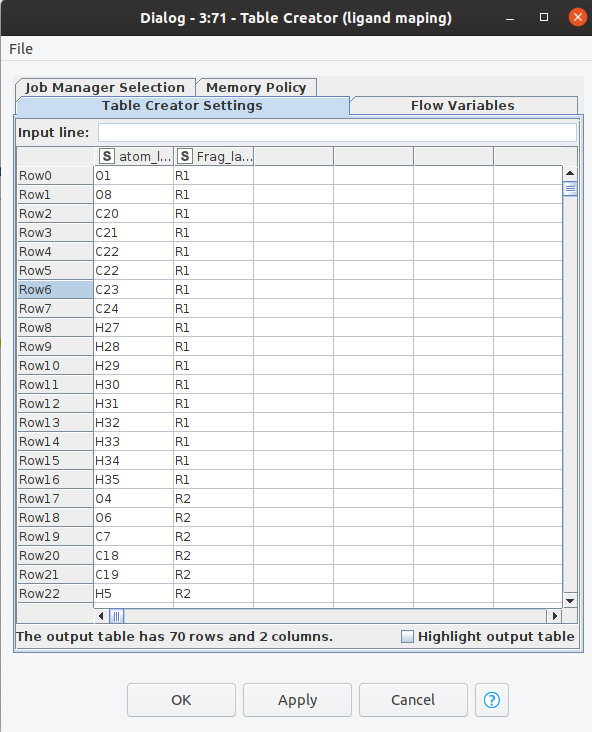 Dialog - 3:71 - Table Creator (ligand maping)
File
Job Manager Selection Memory Policy
Table Creator Settings Flow Variables
Input line:
S atom_l... S Frag_la...
Row0 O1 R1
Row1 O8 R1
Row2 C20 R1
Row3 C21 R1
Row4 C22 R1
Row5 C22 R1
Row6 C23 R1
Row7 C24 R1
Row8 H27 R1
Row9 H28 R1
Row10 H29 R1
Row11 H30 R1
Row12 H31 R1
Row13 H32 R1
Row14 H33 R1
Row15 H34 R1
Row16 H35 R1
Row17 O4 R2
Row18 O6 R2
Row19 C7 R2
Row20 C18 R2
Row21 C19 R2
Row22 H5 R2
The output table has 70 rows and 2 columns. Highlight output table
OK Apply Cancel ?